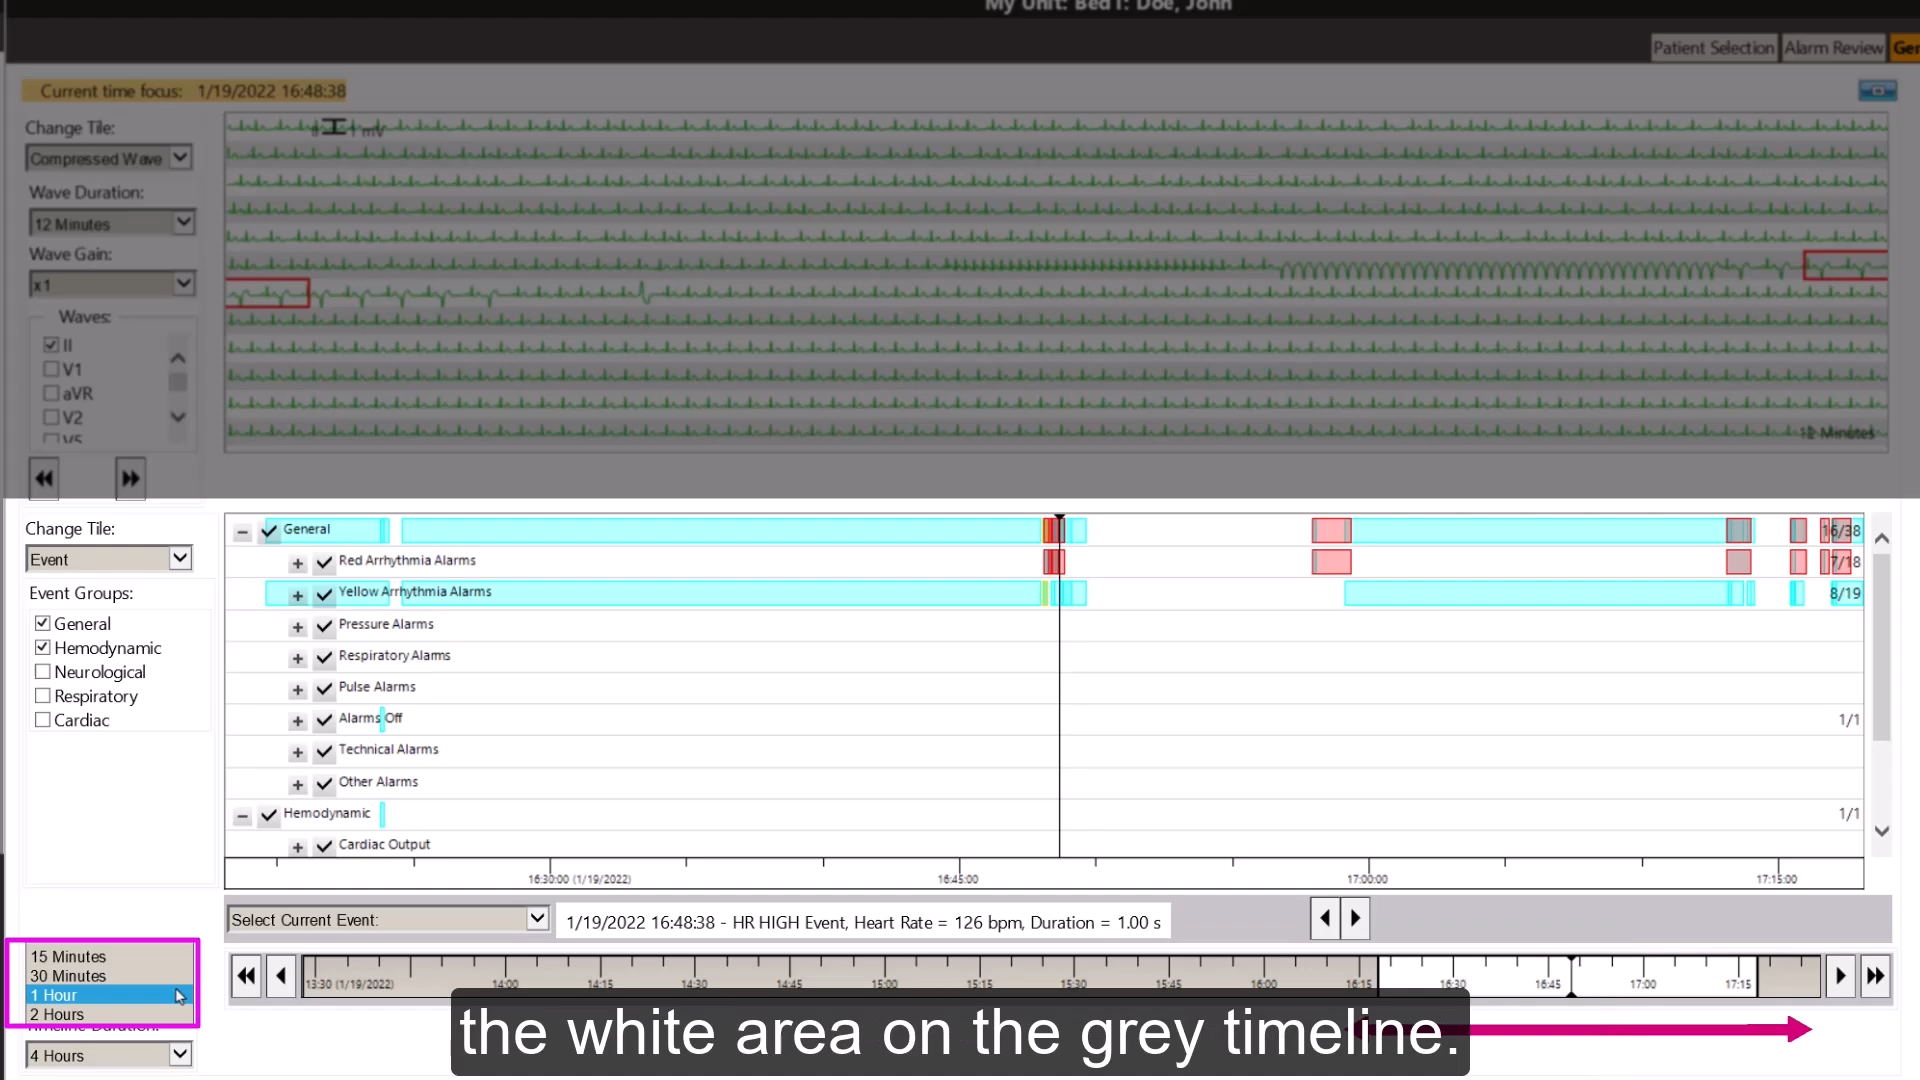 My Unit: Bed1: Doe, John
Patient Selection
Alarm Review
Gen
Current time focus: 1/19/2022 16:48:38
Change Tile:
Compressed Wave
Wave Duration:
12 Minutes
Wave Gain:
x1
Waves:
II
V1
aVR
V2
V5
II
1 mV
12 Minutes
Change Tile:
Event
Event Groups:
General
Hemodynamic
Neurological
Respiratory
Cardiac
General 16/38
Red Arrhythmia Alarms 7/18
Yellow Arrhythmia Alarms 8/19
Pressure Alarms
Respiratory Alarms
Pulse Alarms
Alarms Off 1/1
Technical Alarms
Other Alarms
Hemodynamic 1/1
Cardiac Output
16:30:00 (1/19/2022) 16:45:00 17:00:00 17:15:00
Select Current Event:
1/19/2022 16:48:38 - HR HIGH Event, Heart Rate = 126 bpm, Duration = 1.00 s
15 Minutes
30 Minutes
1 Hour
2 Hours
Timeline Duration:
4 Hours
13:30 (1/19/2022) 14:00 14:15 14:30 14:45 15:00 15:15 15:30 15:45 16:00 16:15 16:30 16:45 17:00 17:15
the white area on the grey timeline.